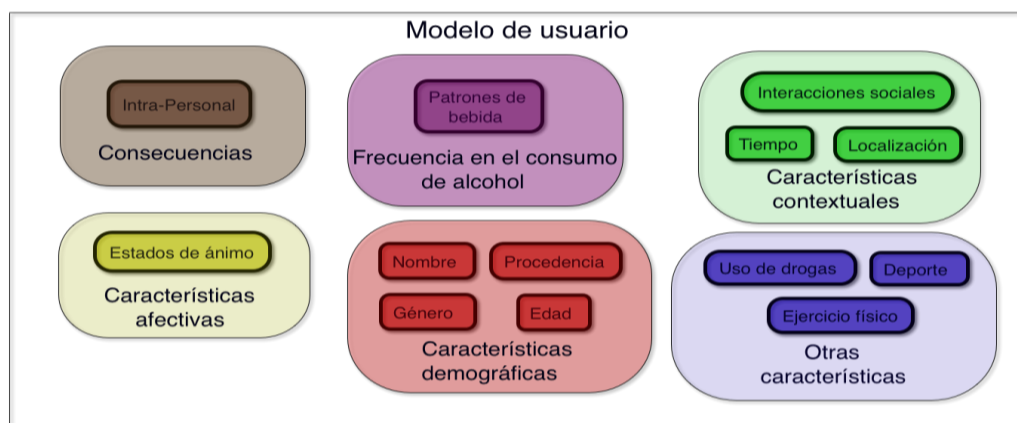 Modelo de usuario
Intra-Personal
Consecuencias
Patrones de
bebida
Frecuencia en el consumo
de alcohol
Interacciones sociales
Tiempo
Localización
Características
contextuales
Estados de ánimo
Características
afectivas
Nombre
Procedencia
Género
Edad
Características
demográficas
Uso de drogas
Deporte
Ejercicio físico
Otras
características